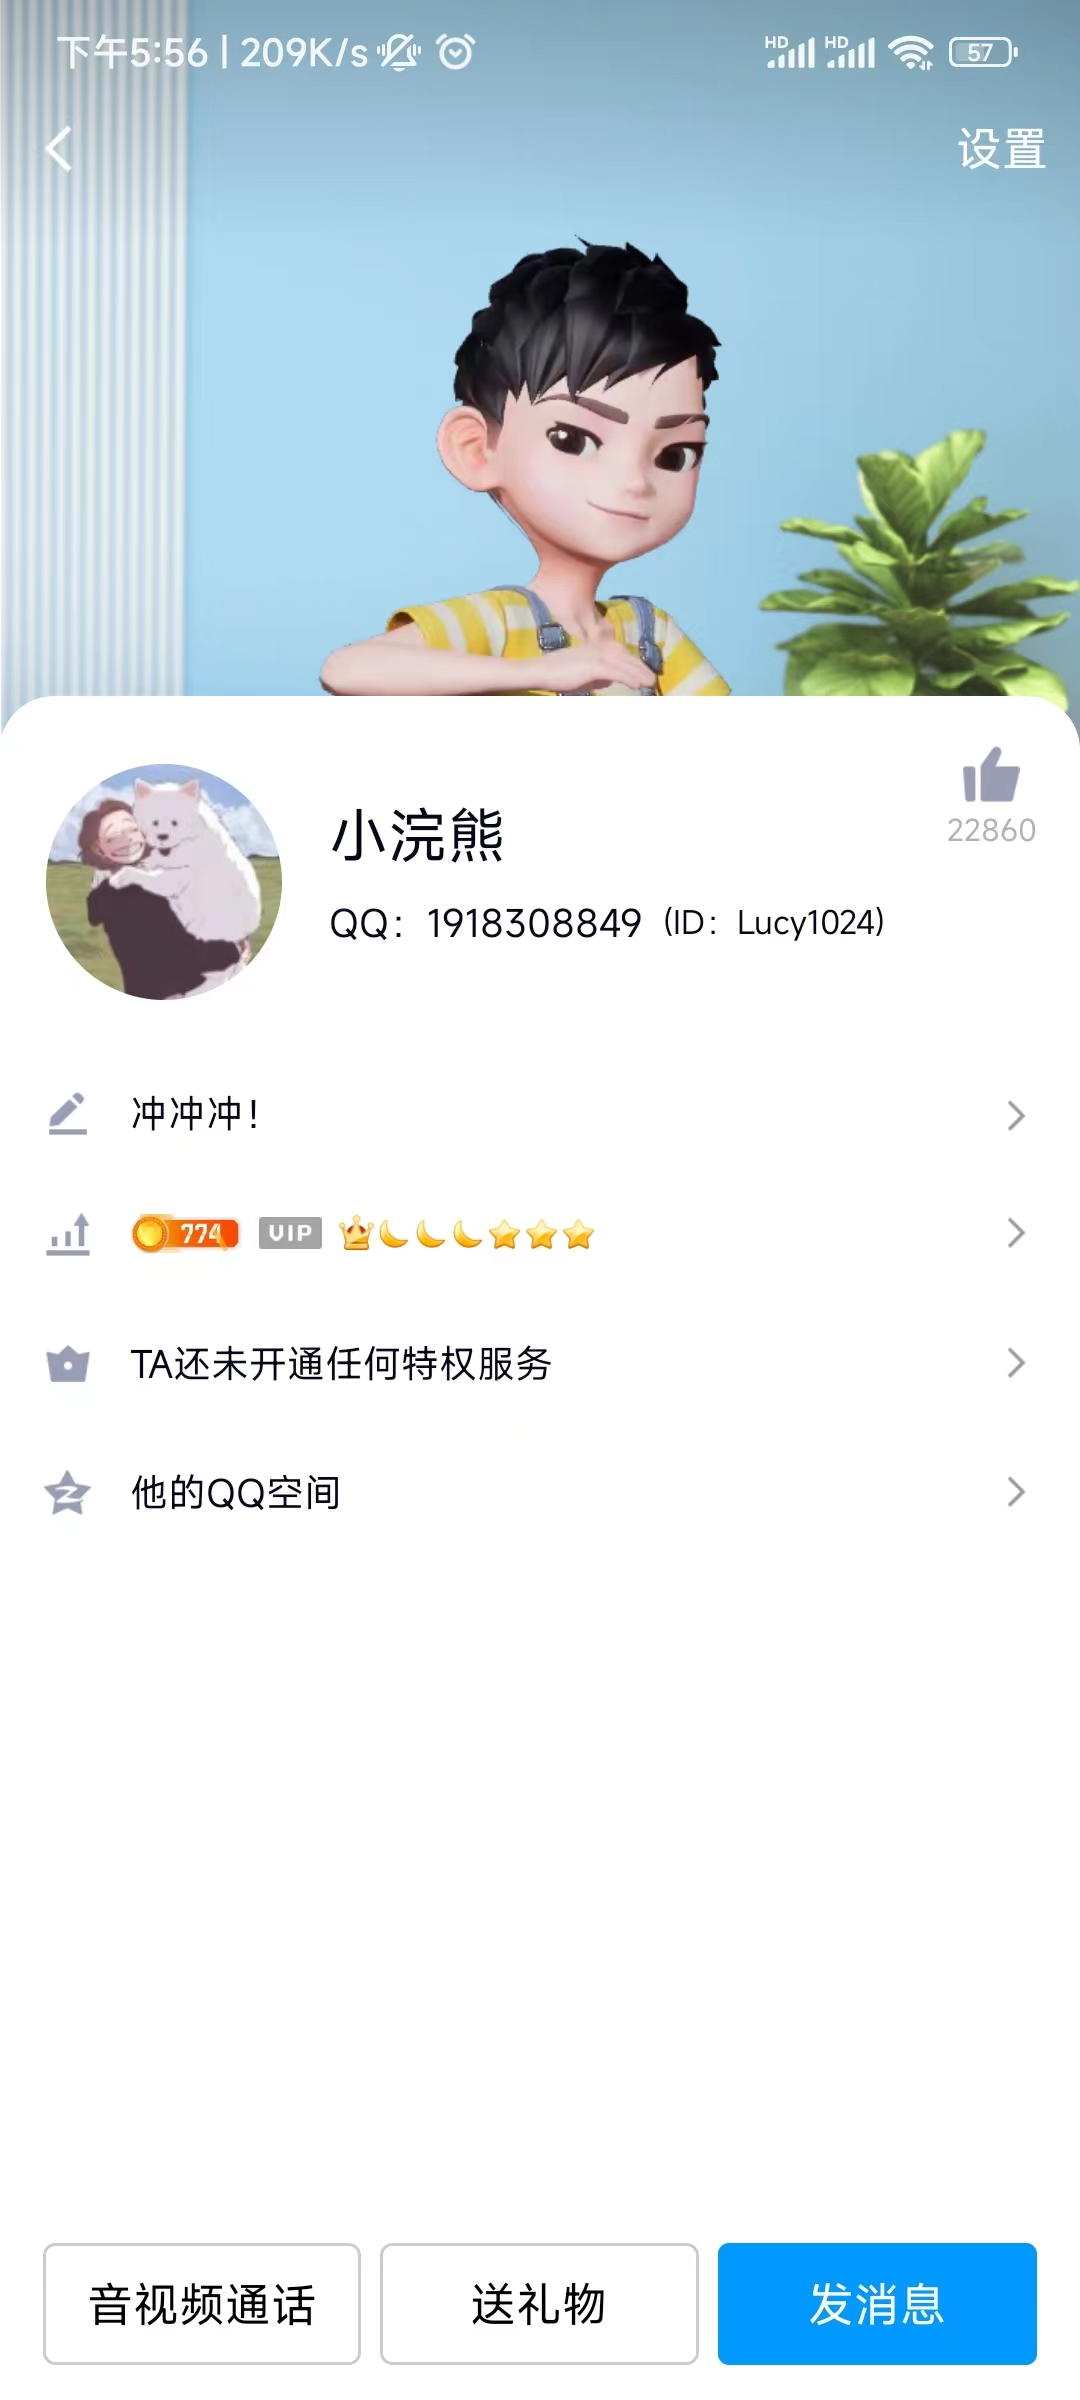 下午5:56 | 209K/s HD HD 57
设置
小浣熊
22860
QQ：1918308849（ID：Lucy1024）
冲冲冲！
774 VIP
TA还未开通任何特权服务
他的QQ空间
音视频通话 送礼物 发消息